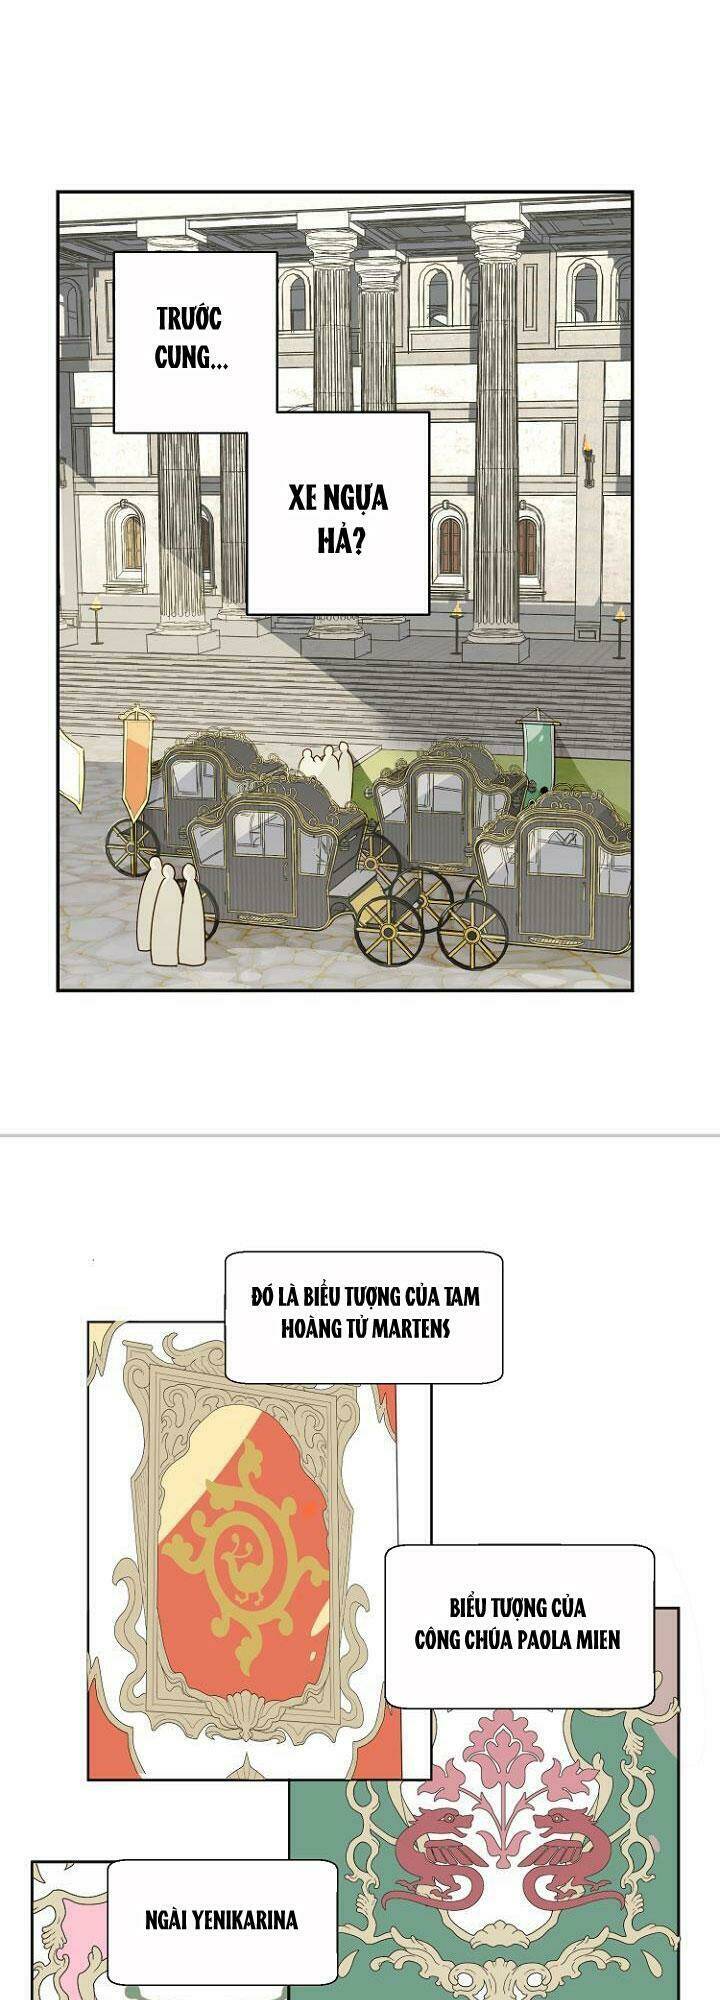 TRƯỚC
CUNG...
XE NGỰA
HẢ?
ĐÓ LÀ BIỂU TƯỢNG CỦA TAM
HOÀNG TỬ MARTENS
BIỂU TƯỢNG CỦA
CÔNG CHÚA PAOLA MIEN
NGÀI YENIKARINA